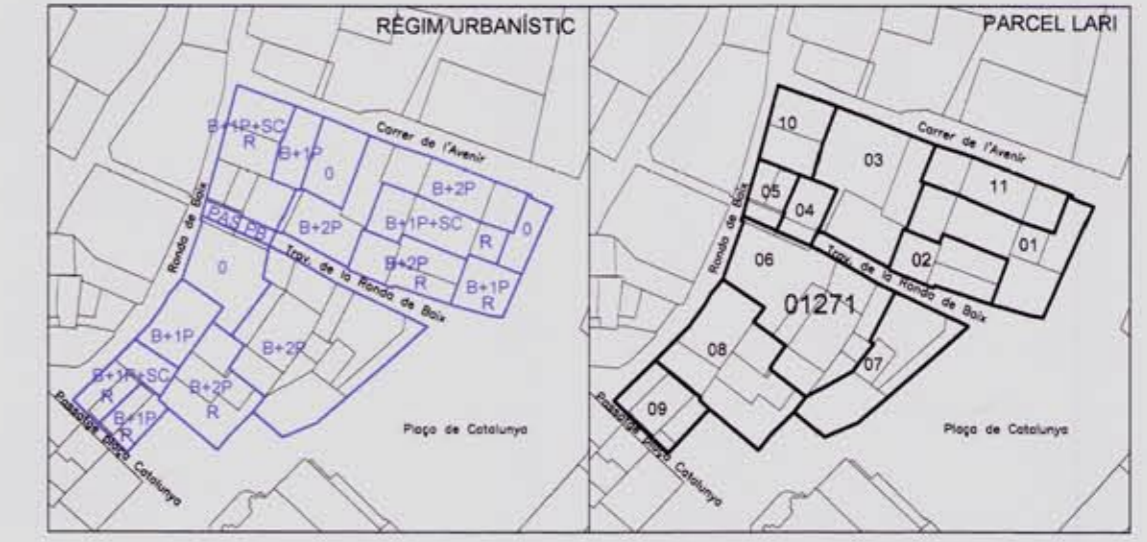 RÈGIM URBANÍSTIC
B+1P+SC
R
B+1P
0
Correr de l'Avenir
B+2P
B+1P+SC
R
0
PAS PB
B+2P
B+2P
R
B+1P
R
Ronda de Baix
Trav. de la Ronda de Baix
0
B+1P
B+2P
B+1P+SC
R
B+2P
R
B+1P
R
Passatge Plaça Catalunya
Plaça de Catalunya
PARCEL LARI
10
03
Correr de l'Avenir
11
05
04
01
02
Ronda de Baix
Trav. de la Ronda de Baix
06
01271
08
07
09
Passatge Plaça Catalunya
Plaça de Catalunya